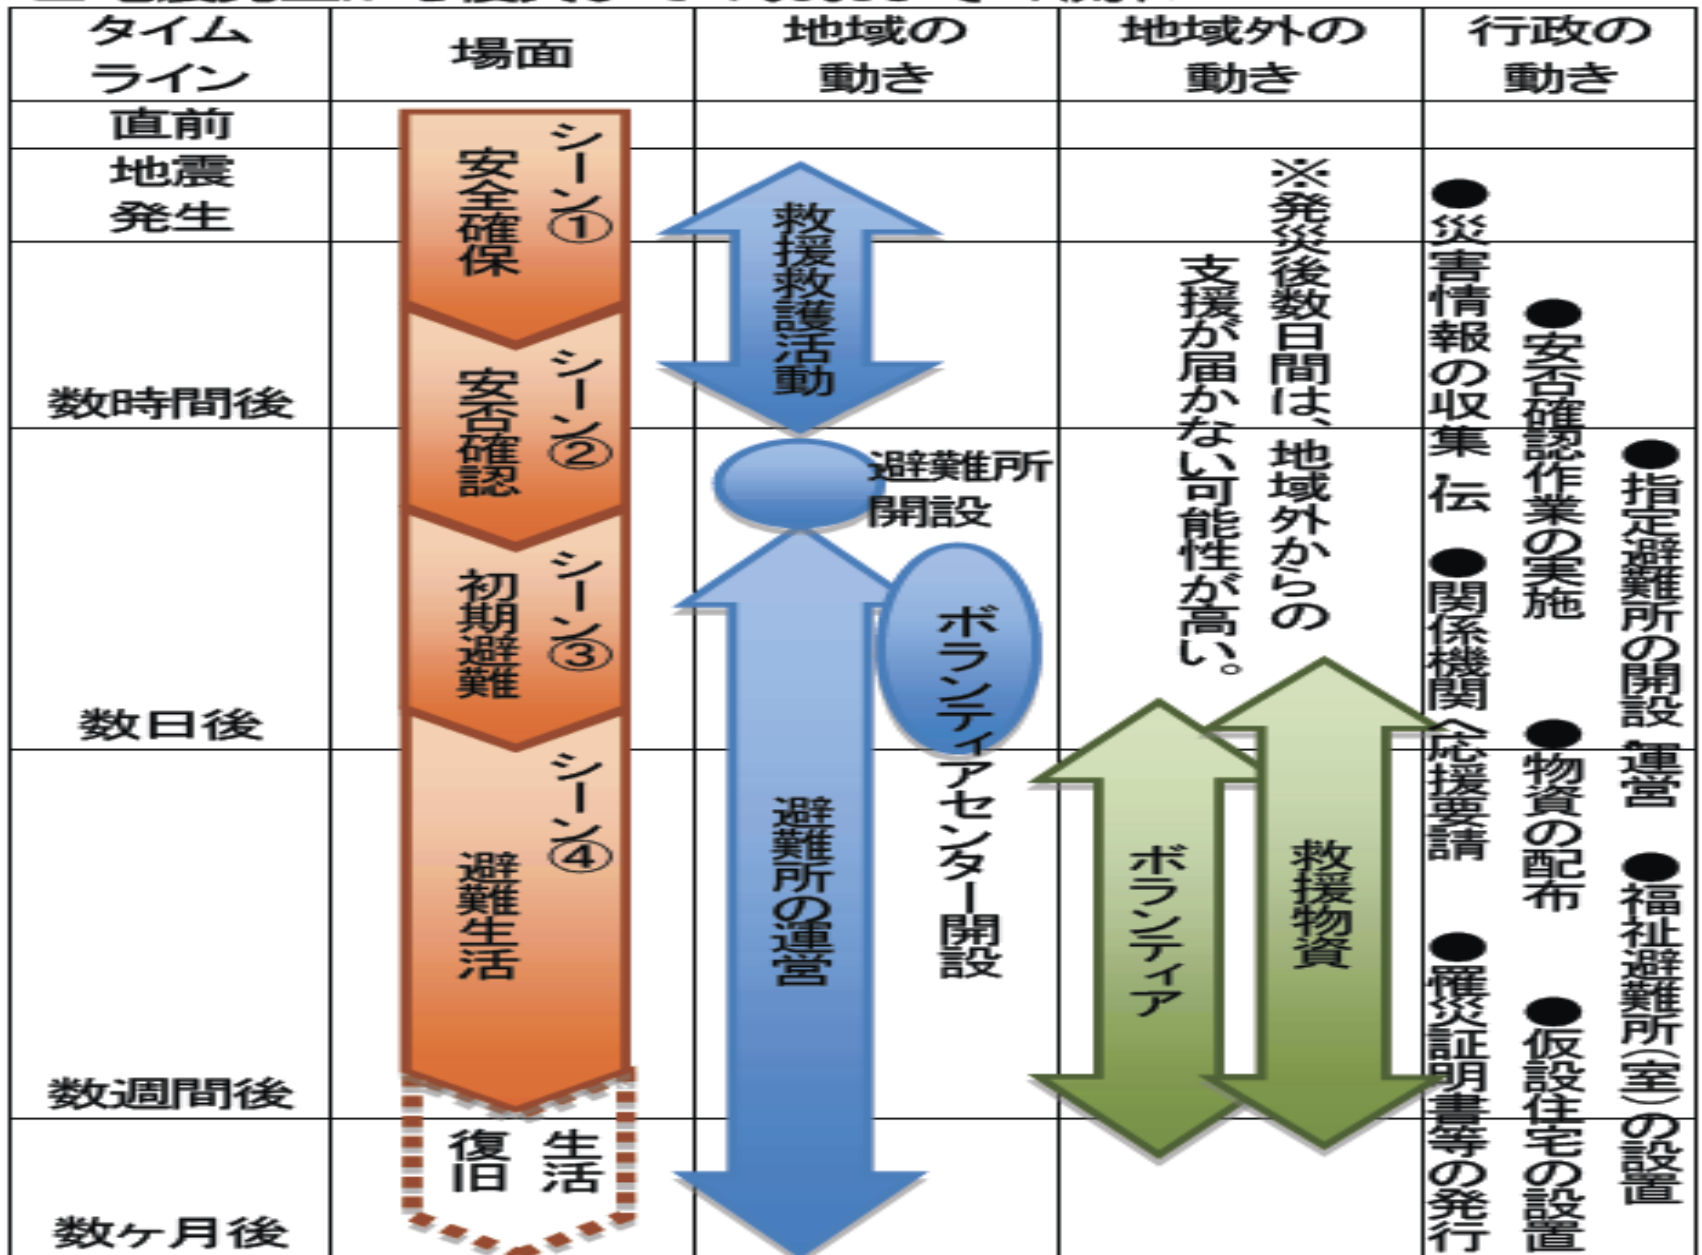 タイム
ライン
場面
地域の
動き
地域外の
動き
行政の
動き
直前
地震
発生
数時間後
数日後
数週間後
数ヶ月後
シーン①
安全確保
シーン②
安否確認
シーン③
初期避難
シーン④
避難生活
生活
復旧
救援救護活動
避難所
開設
避難所の運営
ボランティアセンター開設
※発災後数日間は、地域外からの
支援が届かない可能性が高い。
救援物資
ボランティア
●指定避難所の開設 運営 ●福祉避難所(室)の設置
●安否確認作業の実施 ●物資の配布 ●仮設住宅の設置
●災害情報の収集 伝 ●関係機関へ応援要請 ●罹災証明書等の発行